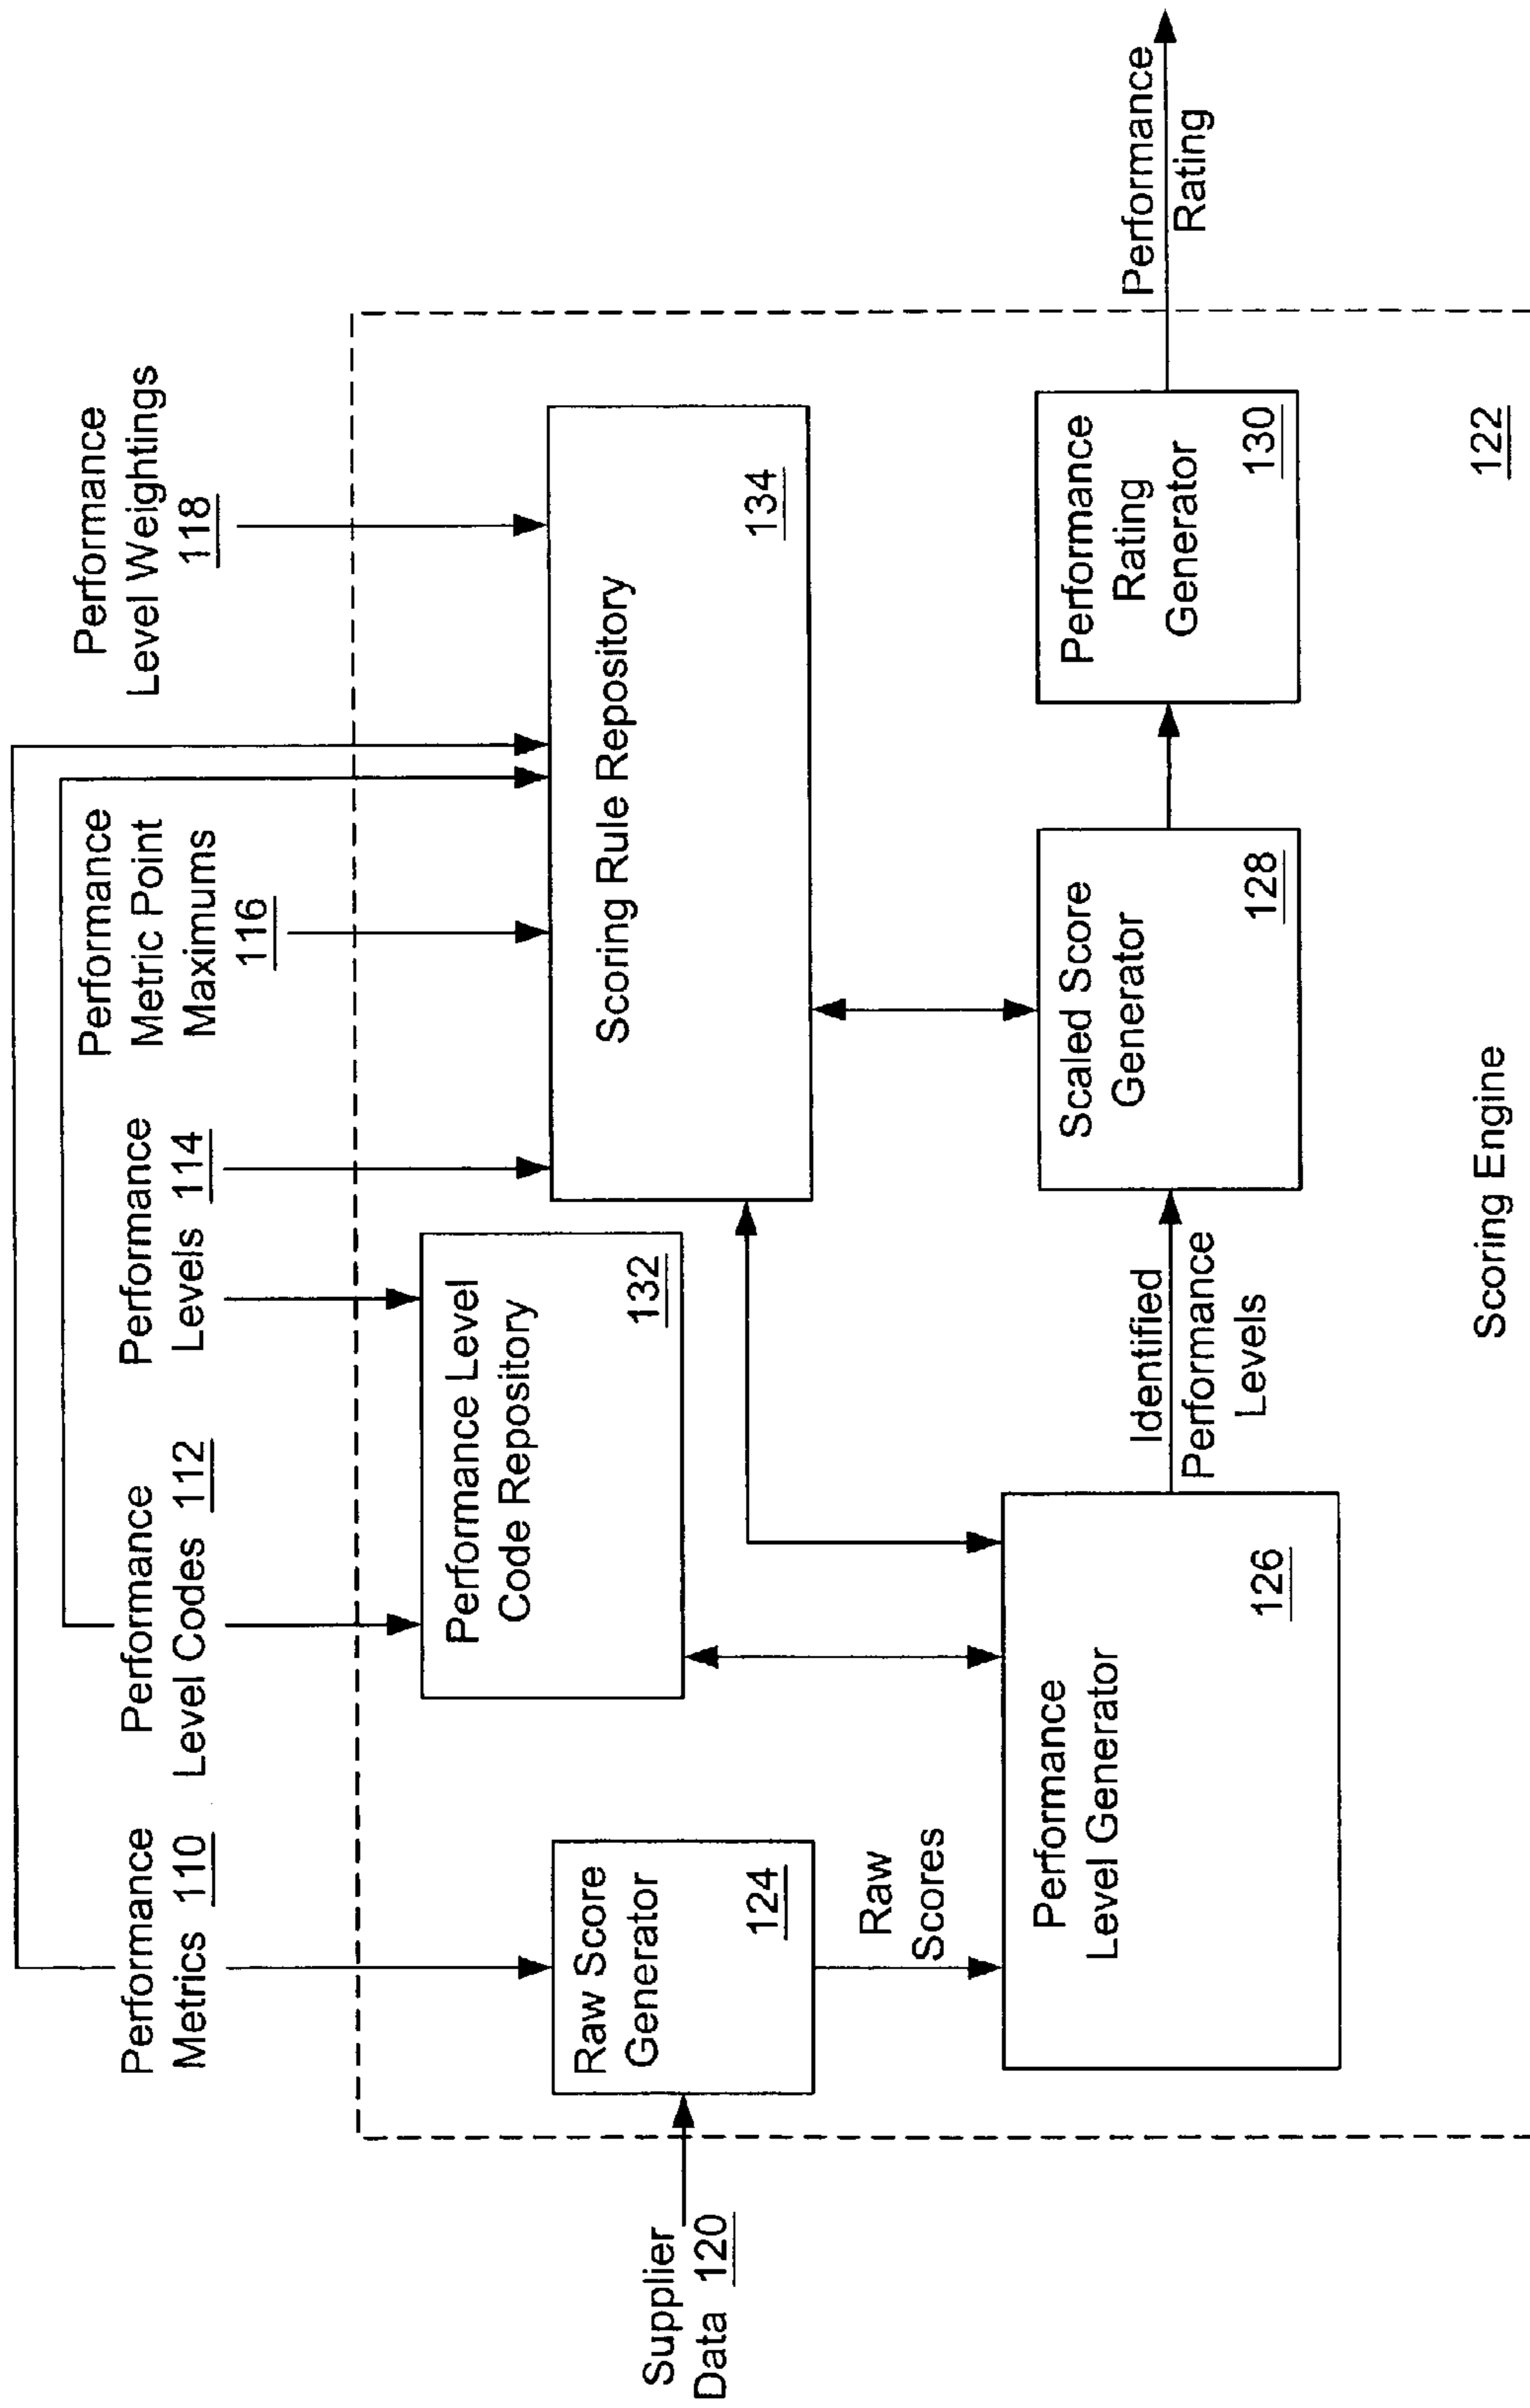 Performance
Metrics 110
Performance
Level Codes 112
Performance
Levels 114
Performance
Metric Point
Maximums
116
Performance
Level Weightings
118
Supplier
Data 120
Raw Score
Generator
124
Performance Level
Code Repository
132
Scoring Rule Repository
134
Raw
Scores
Performance
Level Generator
126
Identified
Performance
Levels
Scaled Score
Generator
128
Performance
Rating
Generator
130
Performance
Rating
Scoring Engine
122